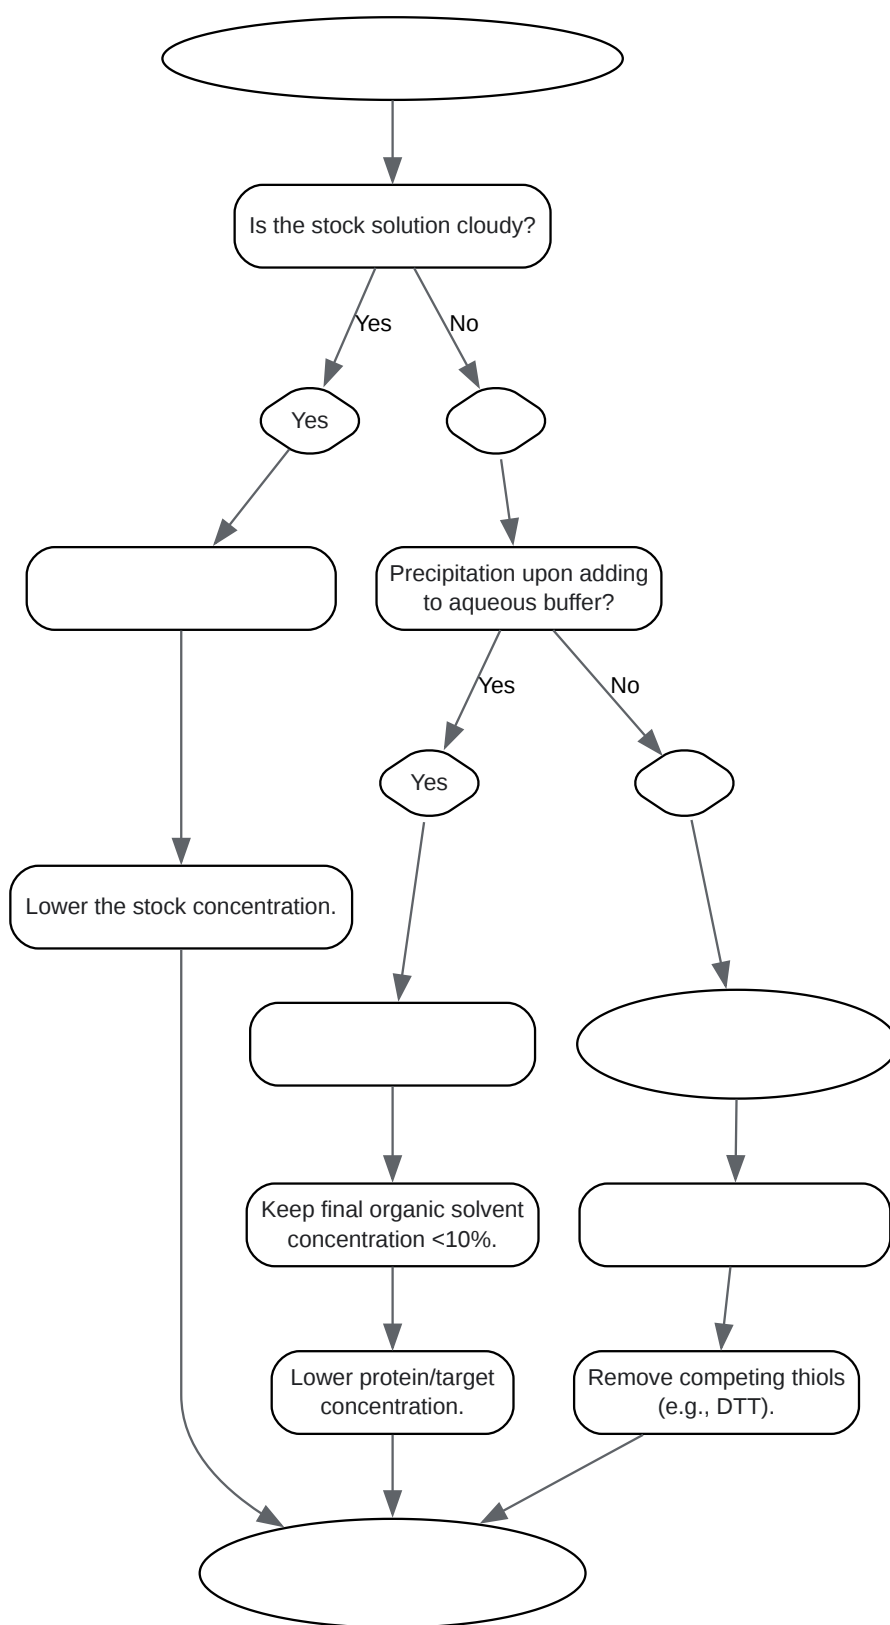 Is the stock solution cloudy?
Yes
No
Yes
Precipitation upon adding
to aqueous buffer?
Yes
No
Yes
Lower the stock concentration.
Keep final organic solvent
concentration <10%.
Lower protein/target
concentration.
Remove competing thiols
(e.g., DTT).